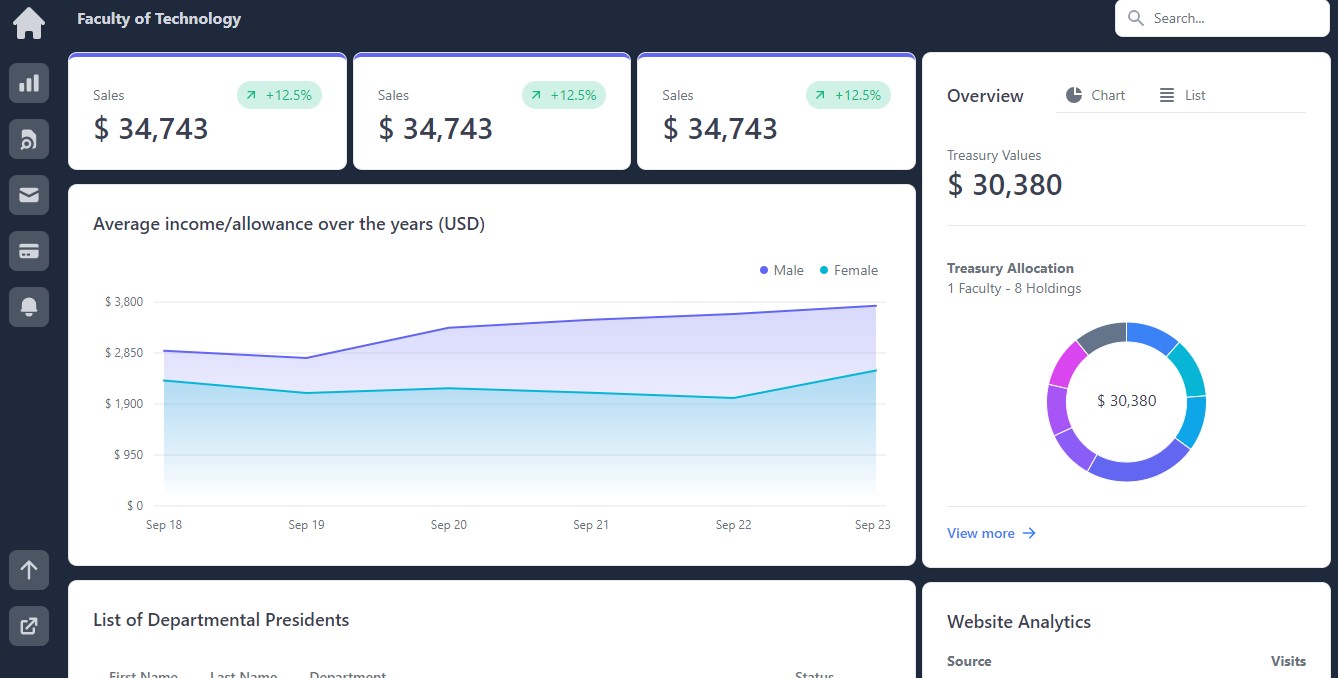 Faculty of Technology
Search...
Sales
+12.5%
$ 34,743
Sales
+12.5%
$ 34,743
Sales
+12.5%
$ 34,743
Overview
Chart
List
Treasury Values
$ 30,380
Average income/allowance over the years (USD)
Male
Female
$ 3,800
$ 2,850
$ 1,900
$ 950
$ 0
Sep 18
Sep 19
Sep 20
Sep 21
Sep 22
Sep 23
Treasury Allocation
1 Faculty - 8 Holdings
$ 30,380
View more
List of Departmental Presidents
First Name
Last Name
Department
Status
Website Analytics
Source
Visits